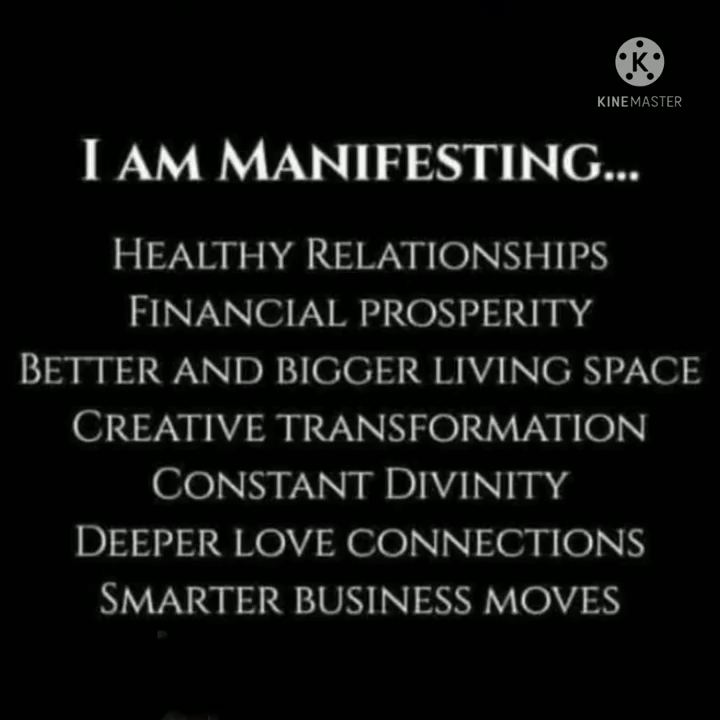 K
KINEMASTER
I AM MANIFESTING...
HEALTHY RELATIONSHIPS
FINANCIAL PROSPERITY
BETTER AND BIGGER LIVING SPACE
CREATIVE TRANSFORMATION
CONSTANT DIVINITY
DEEPER LOVE CONNECTIONS
SMARTER BUSINESS MOVES